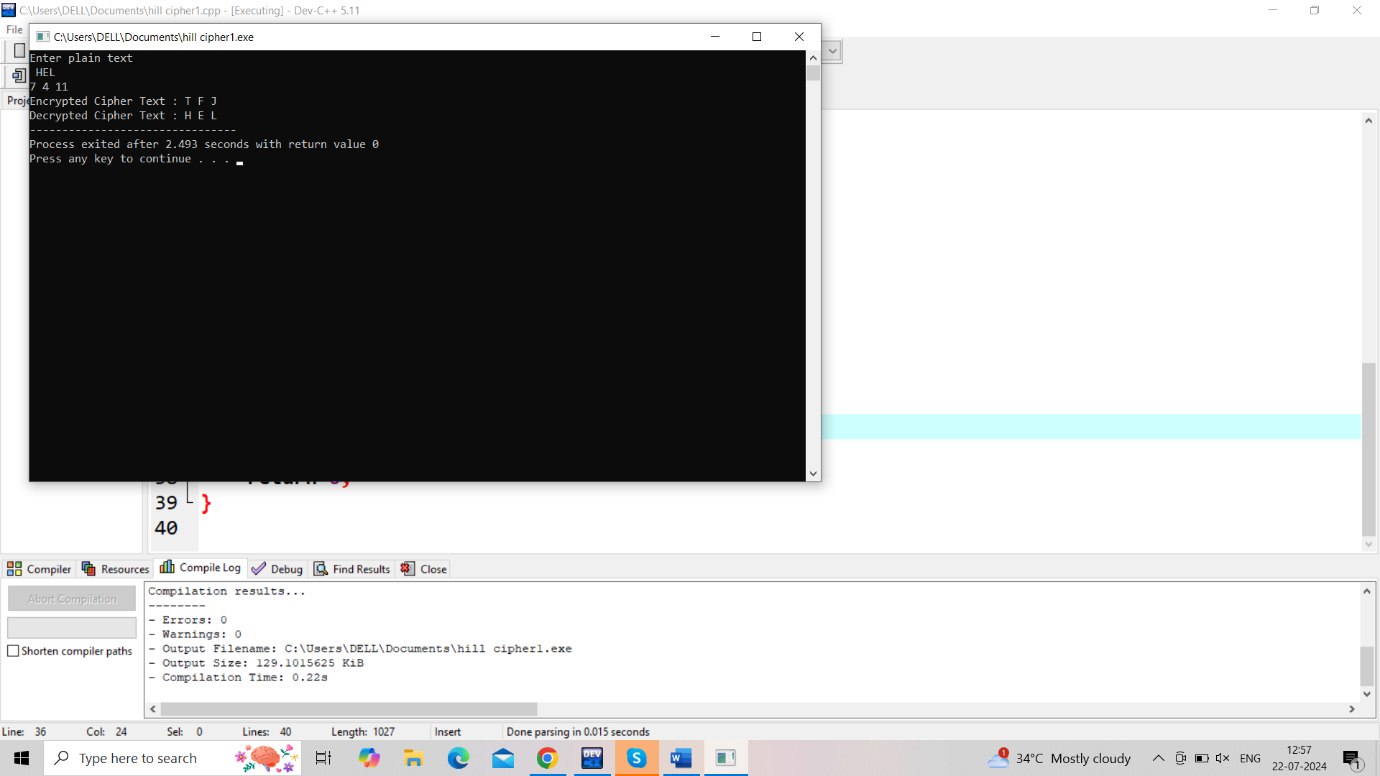 C:\Users\DELL\Documents\hill cipher1.cpp - [Executing] - Dev-C++ 5.11
File
C:\Users\DELL\Documents\hill cipher1.exe
Enter plain text
HEL
7 4 11
Encrypted Cipher Text : T F J
Decrypted Cipher Text : H E L
--------------------------------
Process exited after 2.493 seconds with return value 0
Press any key to continue . . .
Proje
39 }
40
Compiler Resources Compile Log Debug Find Results Close
Abort Compilation
Shorten compiler paths
Compilation results...
--------
- Errors: 0
- Warnings: 0
- Output Filename: C:\Users\DELL\Documents\hill cipher1.exe
- Output Size: 129.1015625 KiB
- Compilation Time: 0.22s
Line: 36 Col: 24 Sel: 0 Lines: 40 Length: 1027 Insert Done parsing in 0.015 seconds
Type here to search
DEV
S
W
1
34°C Mostly cloudy
ENG
12:57
22-07-2024
1